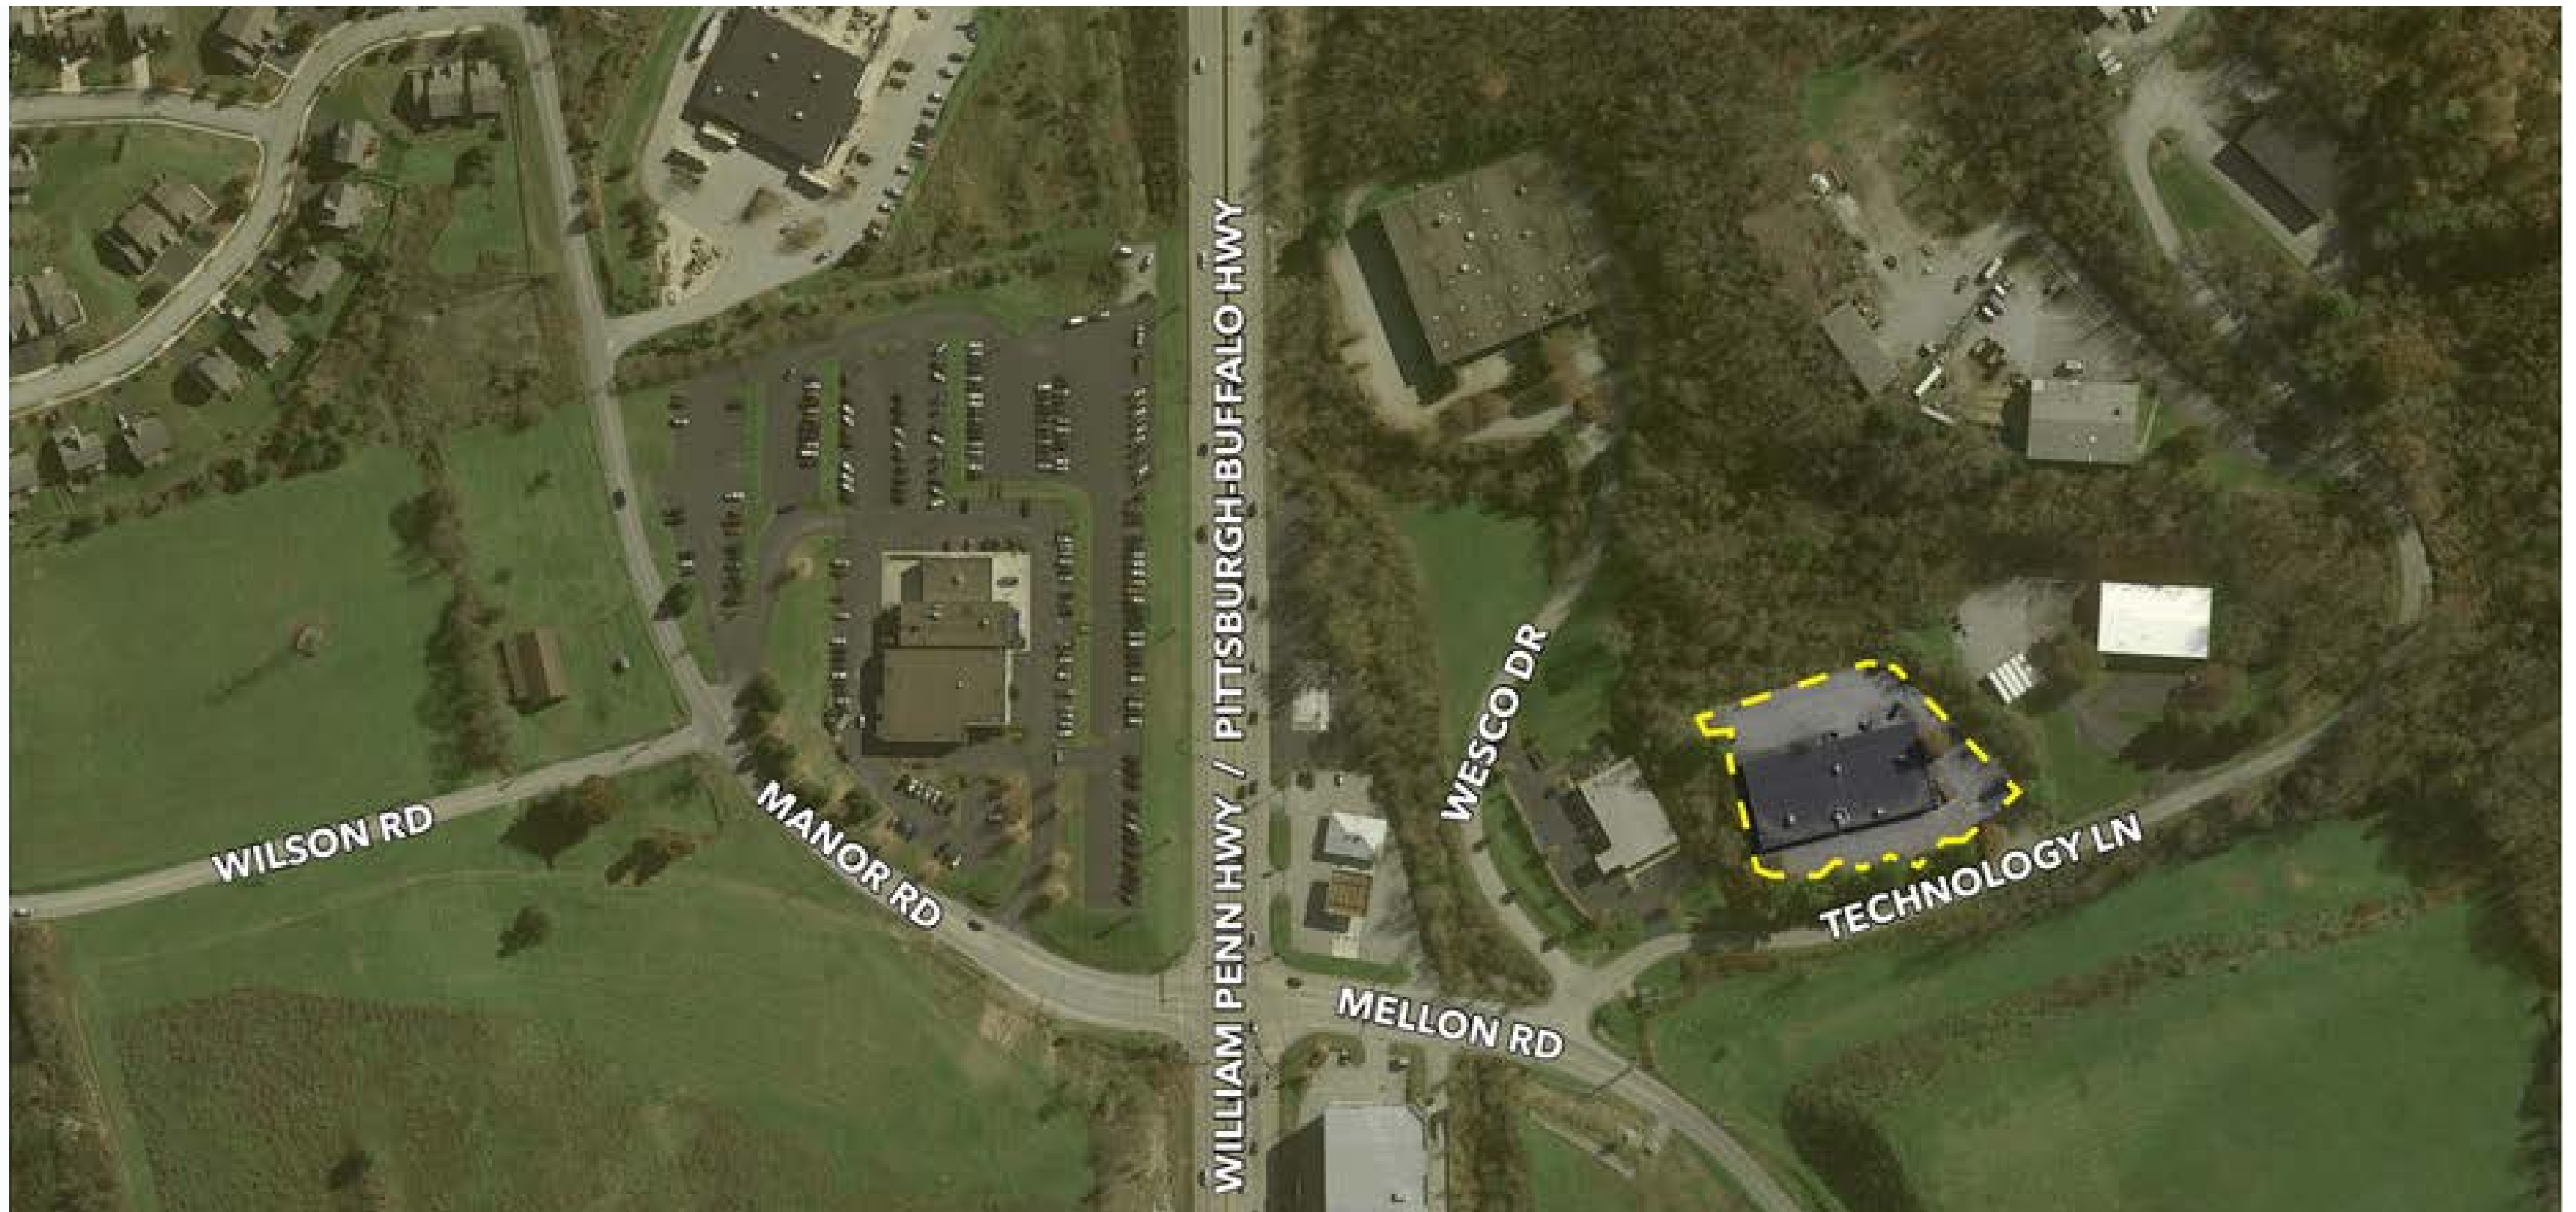 WILLIAM PENN HWY / PITTSBURGH-BUFFALO HWY
WESCO DR
WILSON RD
MANOR RD
TECHNOLOGY LN
MELLON RD